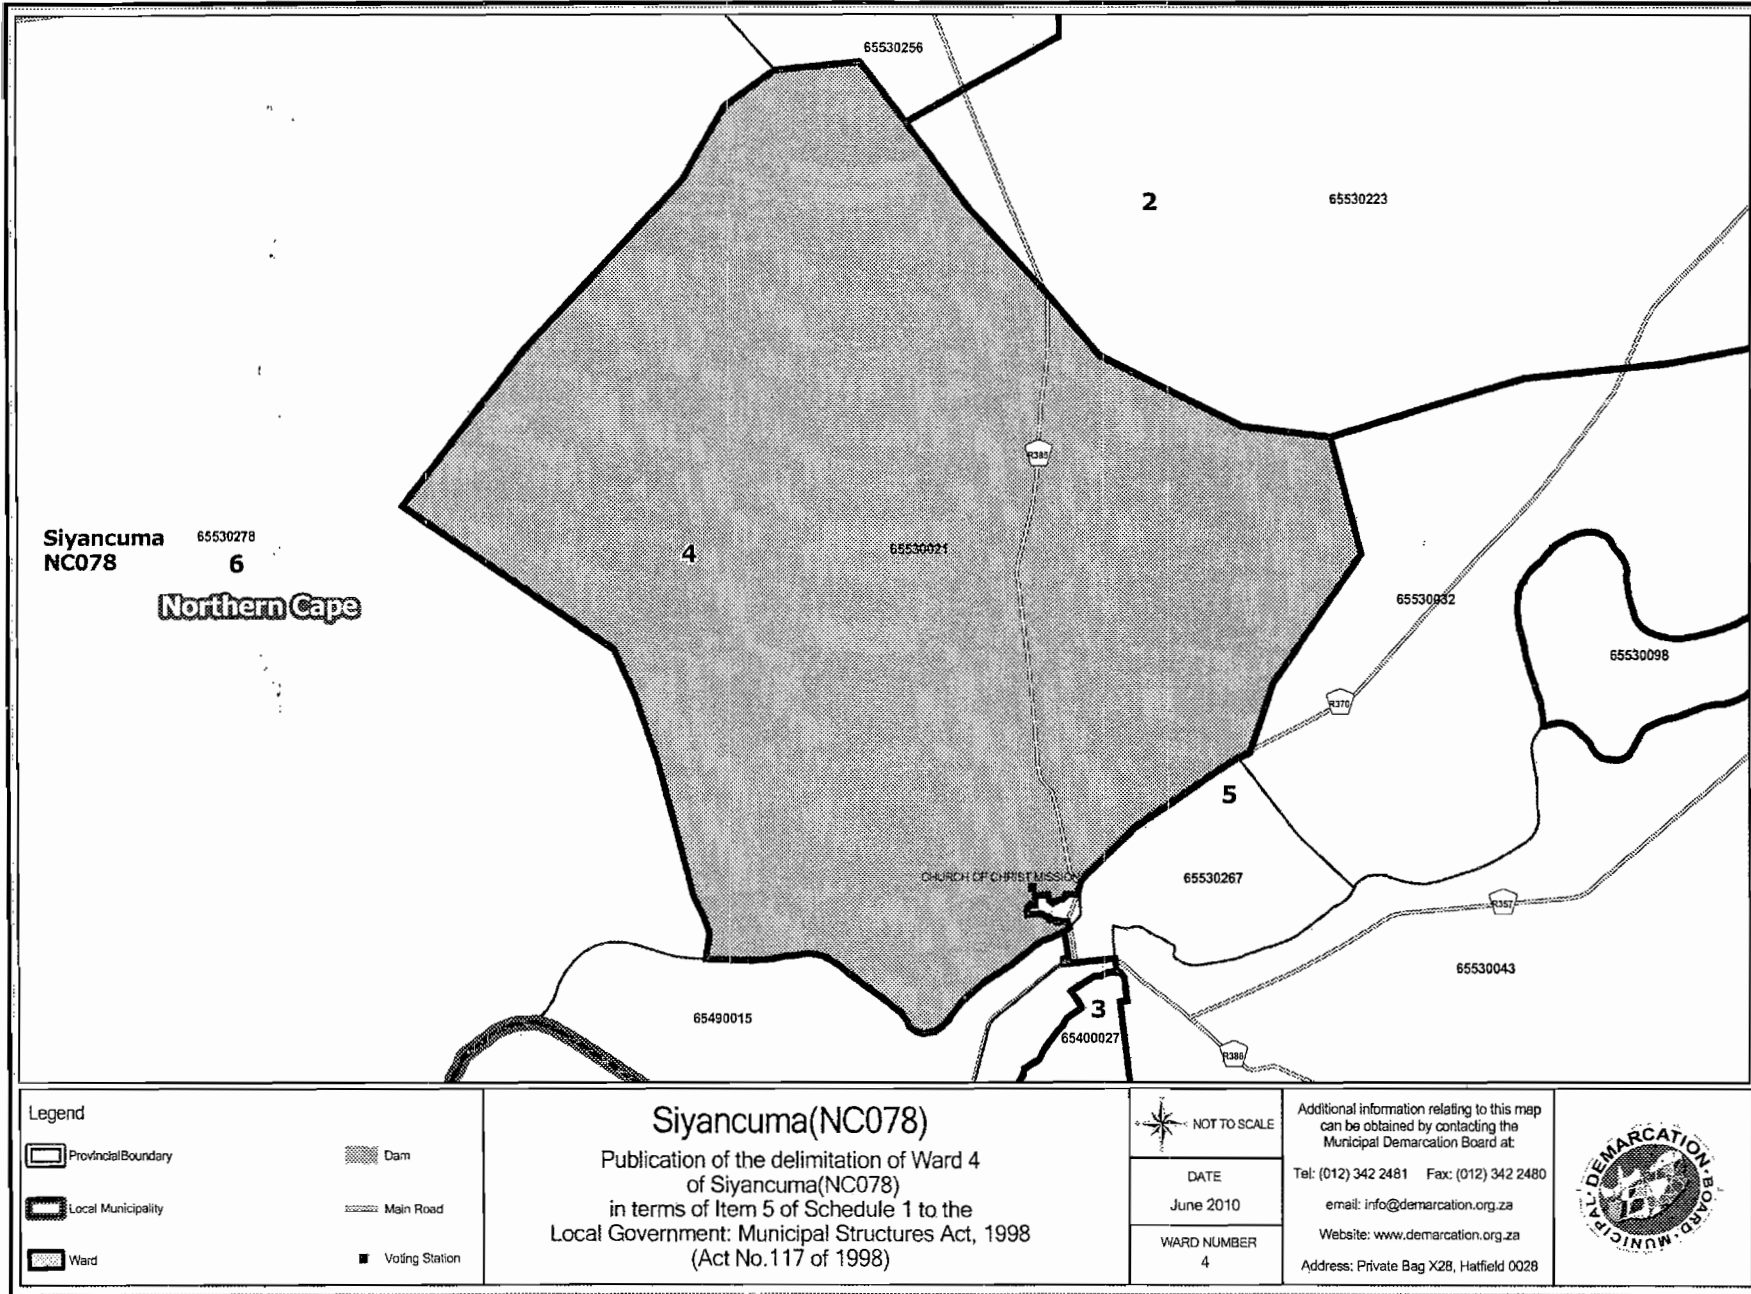 65530256
2
65530223
R385
Siyancuma
NC078
65530278
6
Northern Cape
4
65530021
65530032
65530098
R370
5
CHURCH OF CHRIST MISSION
65530267
R357
65530043
65490015
3
65400027
Legend
Provincial Boundary
Dam
Local Municipality
Main Road
Ward
Voting Station
Siyancuma(NC078)
Publication of the delimitation of Ward 4
of Siyancuma(NC078)
in terms of Item 5 of Schedule 1 to the
Local Government: Municipal Structures Act, 1998
(Act No.117 of 1998)
NOT TO SCALE
DATE
June 2010
WARD NUMBER
4
Additional information relating to this map
can be obtained by contacting the
Municipal Demarcation Board at:
Tel: (012) 342 2481 Fax: (012) 342 2480
email: info@demarcation.org.za
Website: www.demarcation.org.za
Address: Private Bag X28, Hatfield 0028
MUNICIPAL DEMARCATION BOARD